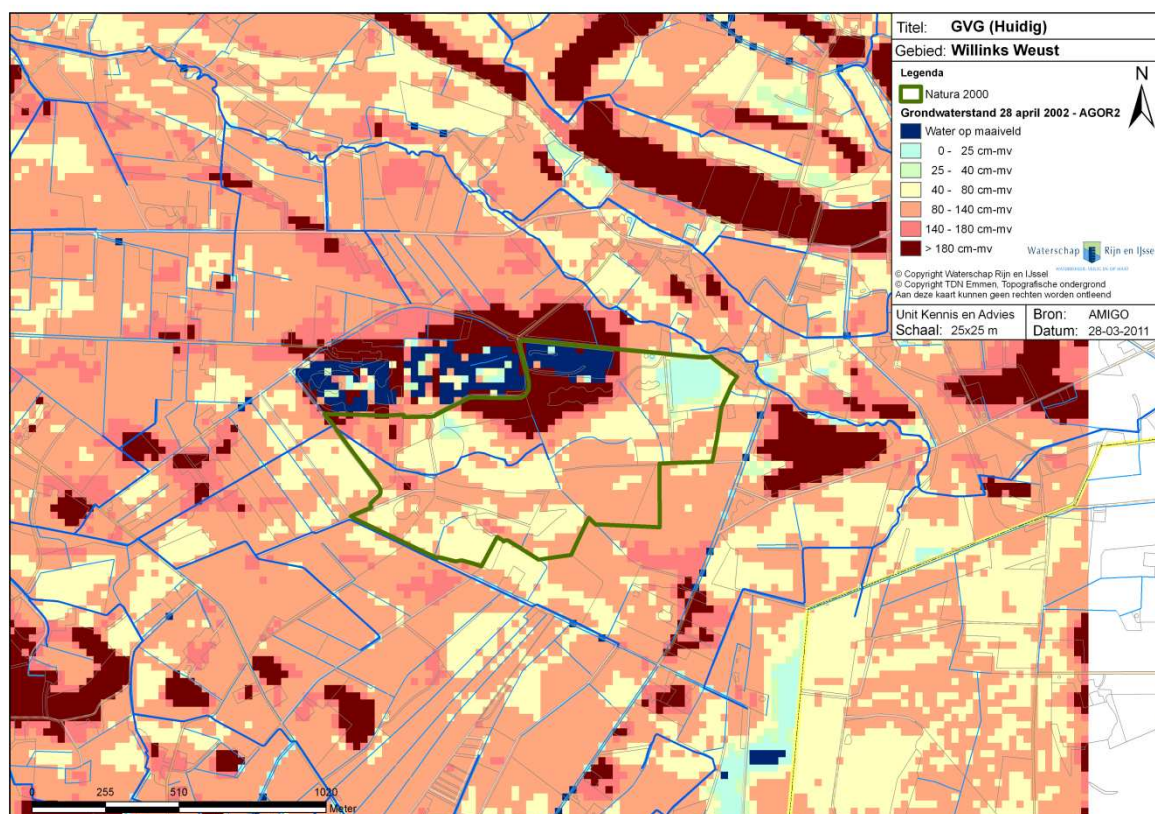 Titel: GVG (Huidig)
Gebied: Willinks Weust
Legenda
N
Natura 2000
Grondwaterstand 28 april 2002 - AGOR2
Water op maaiveld
0 - 25 cm-mv
25 - 40 cm-mv
40 - 80 cm-mv
80 - 140 cm-mv
140 - 180 cm-mv
> 180 cm-mv
Waterschap Rijn en IJssel
© Copyright Waterschap Rijn en IJssel
© Copyright TDN Emmen, Topografische ondergrond
Aan deze kaart kunnen geen rechten worden ontleend
Unit Kennis en Advies
Schaal: 25x25 m
Bron: AMIGO
Datum: 28-03-2011
0 255 510 1020
Meter